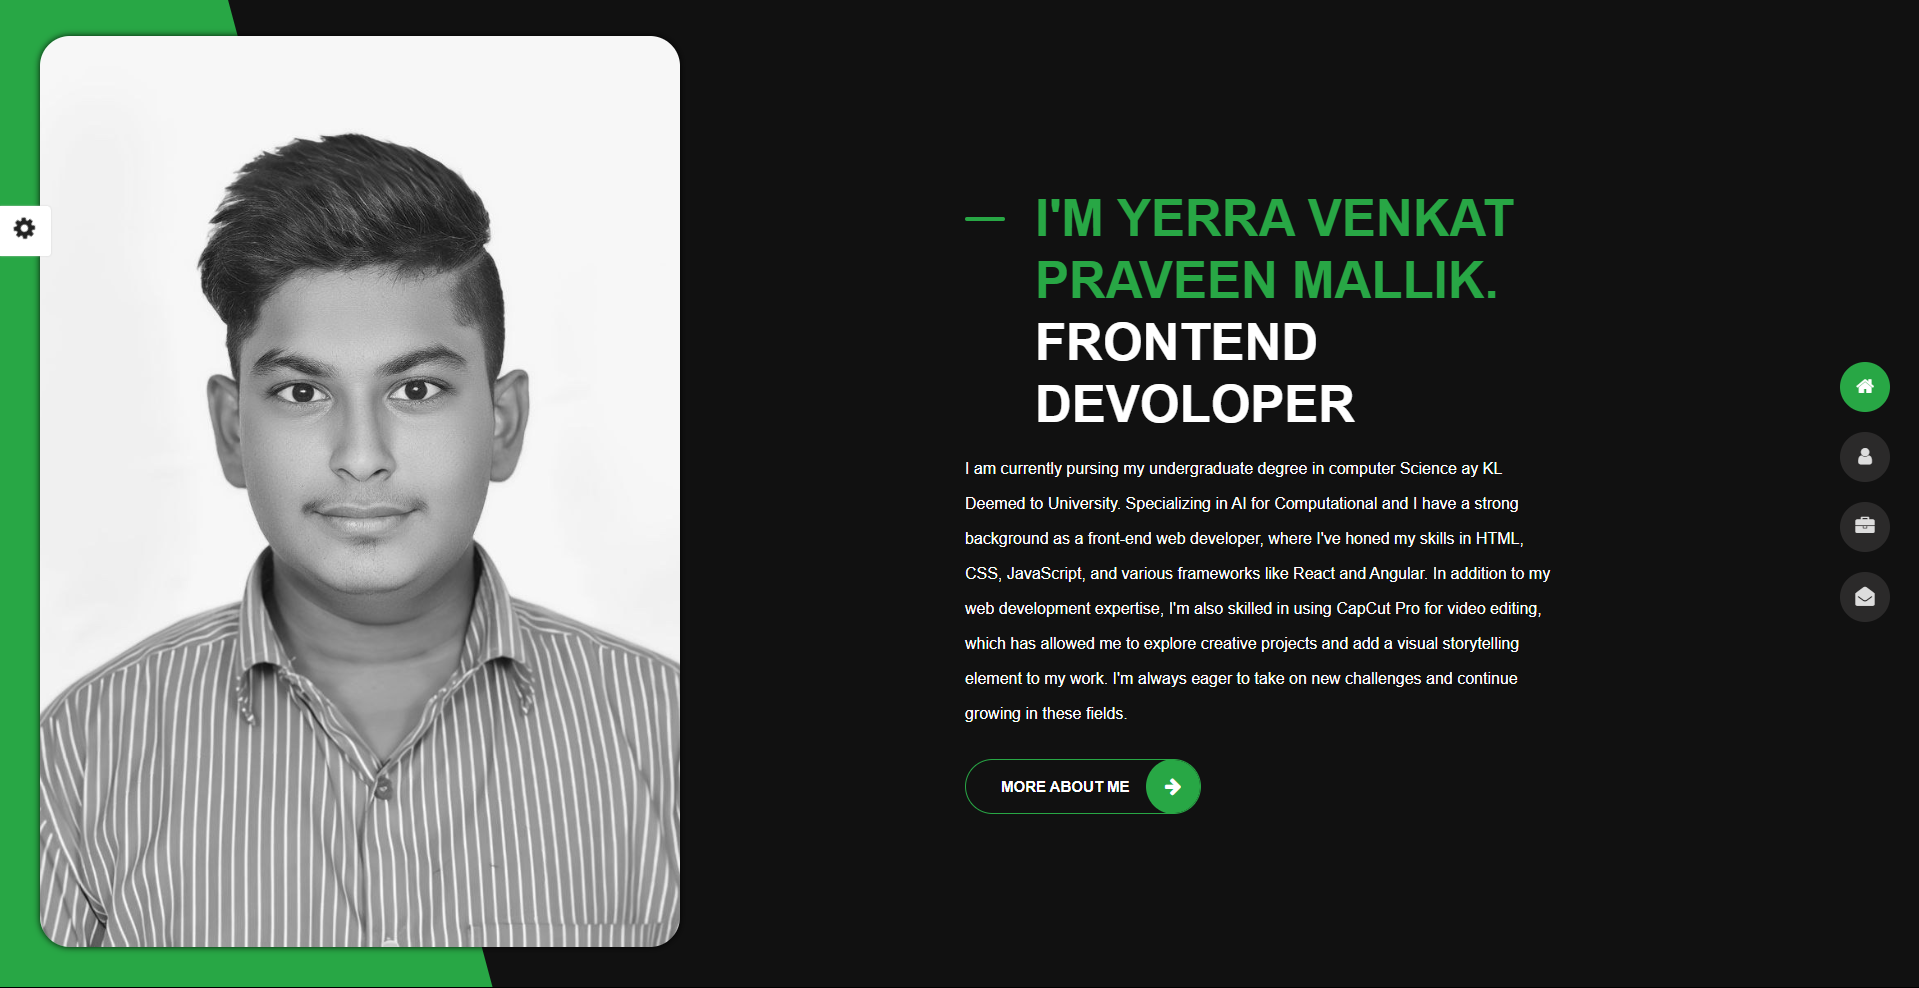 I'M YERRA VENKAT
PRAVEEN MALLIK.
FRONTEND
DEVOLOPER
I am currently pursing my undergraduate degree in computer Science ay KL
Deemed to University. Specializing in AI for Computational and I have a strong
background as a front-end web developer, where I've honed my skills in HTML,
CSS, JavaScript, and various frameworks like React and Angular. In addition to my
web development expertise, I'm also skilled in using CapCut Pro for video editing,
which has allowed me to explore creative projects and add a visual storytelling
element to my work. I'm always eager to take on new challenges and continue
growing in these fields.
MORE ABOUT ME